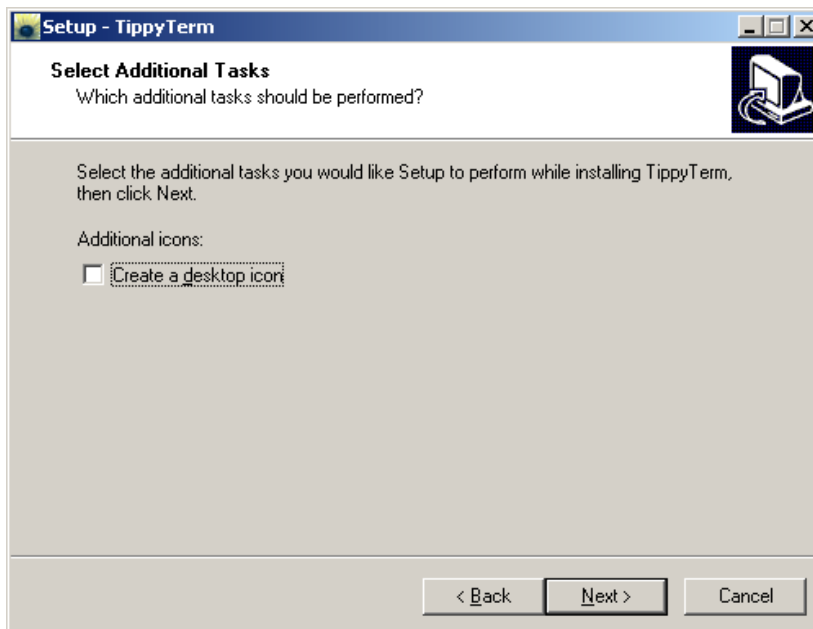 Setup - TippyTerm
Select Additional Tasks
Which additional tasks should be performed?
Select the additional tasks you would like Setup to perform while installing TippyTerm,
then click Next.
Additional icons:
Create a desktop icon
< Back
Next >
Cancel